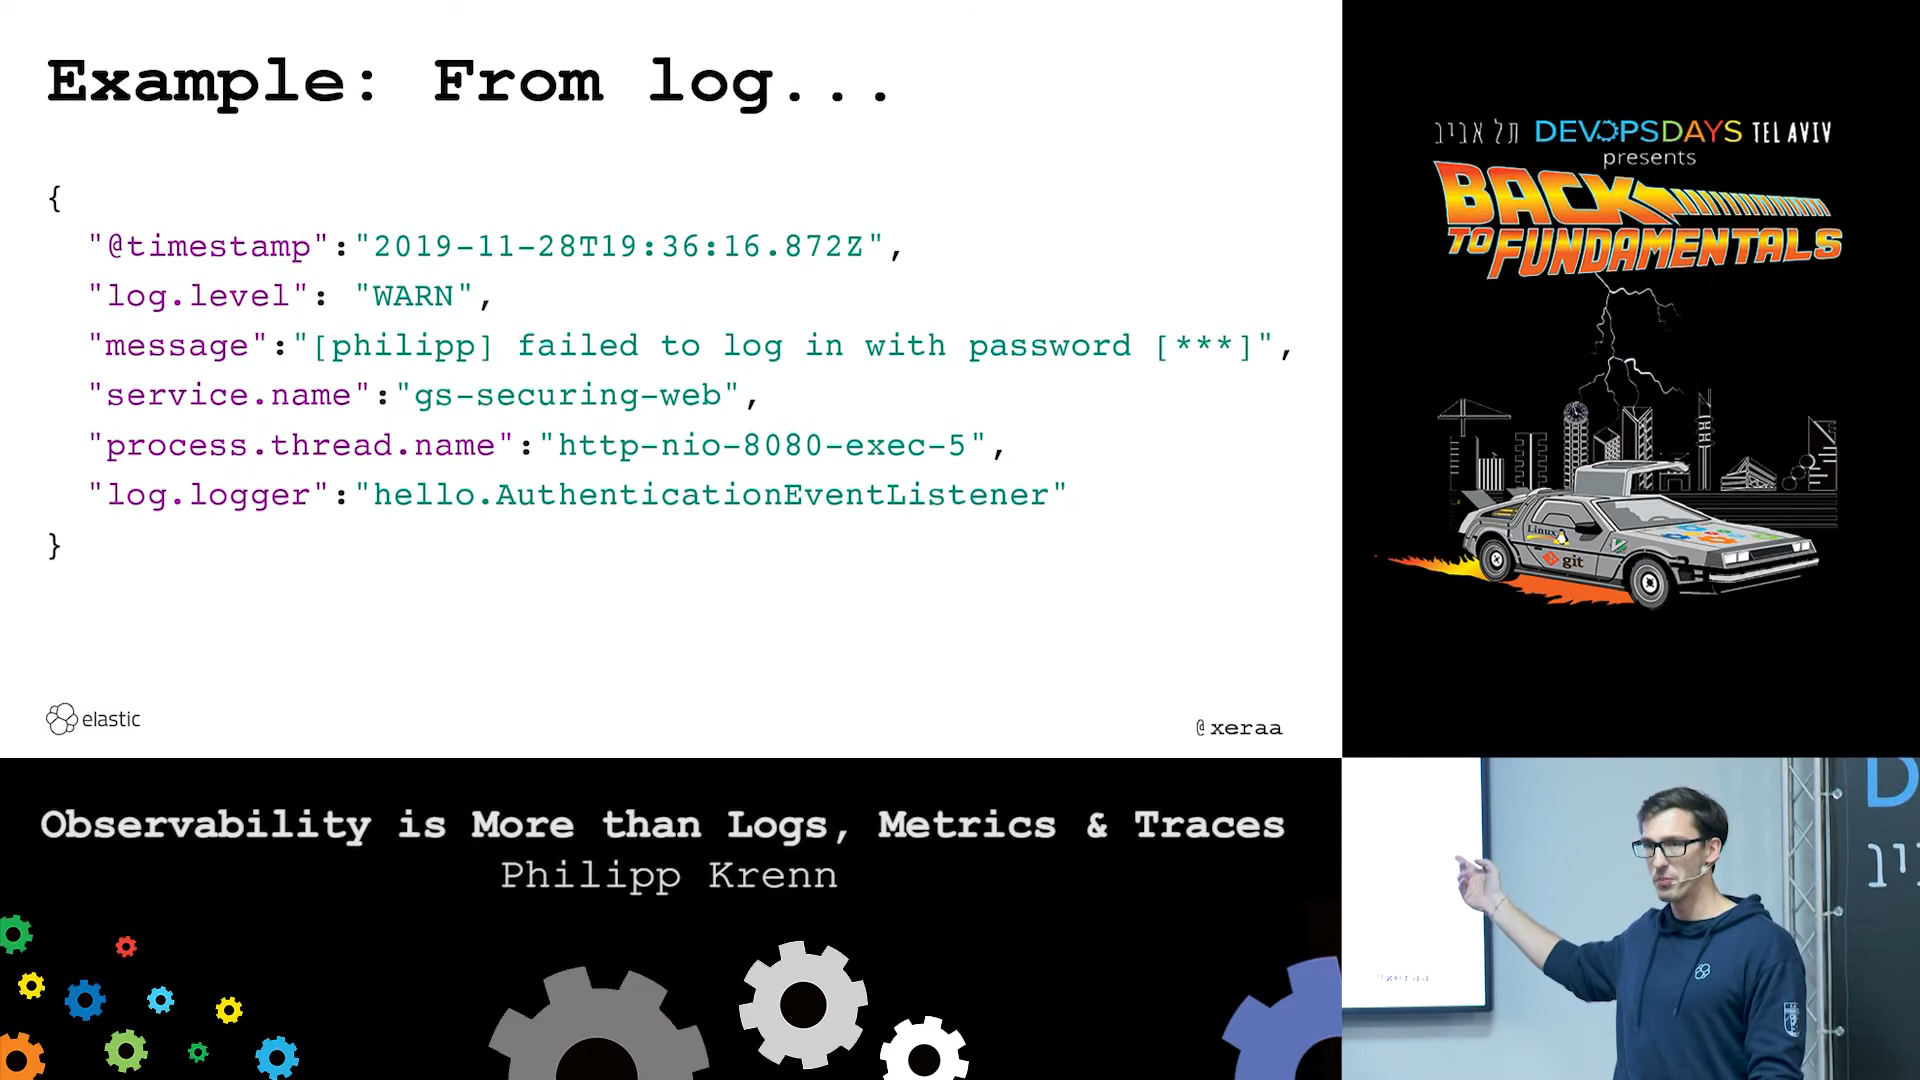 Example: From log...
{
"@timestamp":"2019-11-28T19:36:16.872Z",
"log.level": "WARN",
"message":"[philipp] failed to log in with password [***]",
"service.name":"gs-securing-web",
"process.thread.name":"http-nio-8080-exec-5",
"log.logger":"hello.AuthenticationEventListener"
}
elastic
@xeraa
תל אביב DEVOPSDAYS TEL AVIV
presents
BACK
TO FUNDAMENTALS
Linux
git
Observability is More than Logs, Metrics & Traces
Philipp Krenn
@xeraa
D